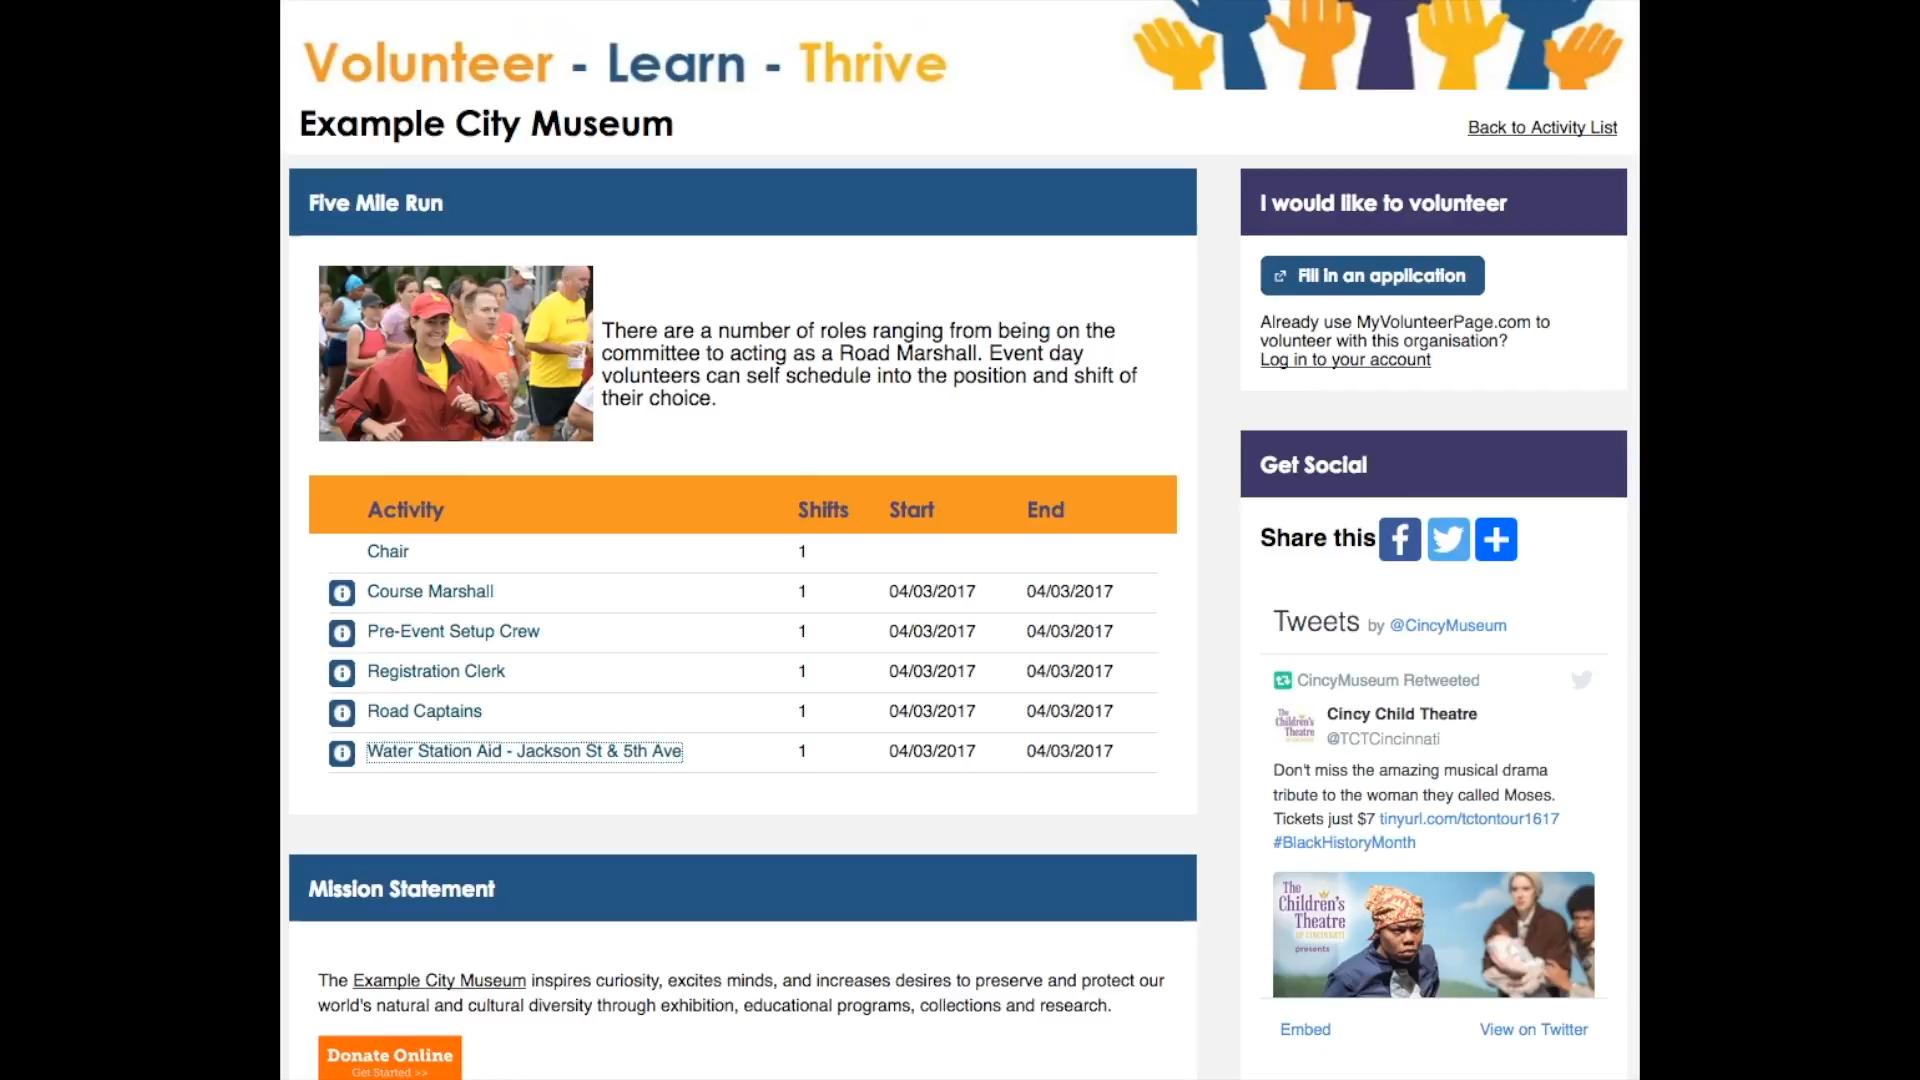 Volunteer - Learn - Thrive
Example City Museum
Back to Activity List
Five Mile Run
There are a number of roles ranging from being on the
committee to acting as a Road Marshall. Event day
volunteers can self schedule into the position and shift of
their choice.
Activity Shifts Start End
Chair 1
Course Marshall 1 04/03/2017 04/03/2017
Pre-Event Setup Crew 1 04/03/2017 04/03/2017
Registration Clerk 1 04/03/2017 04/03/2017
Road Captains 1 04/03/2017 04/03/2017
Water Station Aid - Jackson St & 5th Ave 1 04/03/2017 04/03/2017
Mission Statement
The Example City Museum inspires curiosity, excites minds, and increases desires to preserve and protect our
world's natural and cultural diversity through exhibition, educational programs, collections and research.
Donate Online
Get Started >>
I would like to volunteer
Fill in an application
Already use MyVolunteerPage.com to
volunteer with this organisation?
Log in to your account
Get Social
Share this
Tweets by @CincyMuseum
CincyMuseum Retweeted
The
Children's
Theatre
Cincy Child Theatre
@TCTCincinnati
Don't miss the amazing musical drama
tribute to the woman they called Moses.
Tickets just $7 tinyurl.com/tctontour1617
#BlackHistoryMonth
The
Children's
Theatre
OF CINCINNATI
presents
Embed
View on Twitter